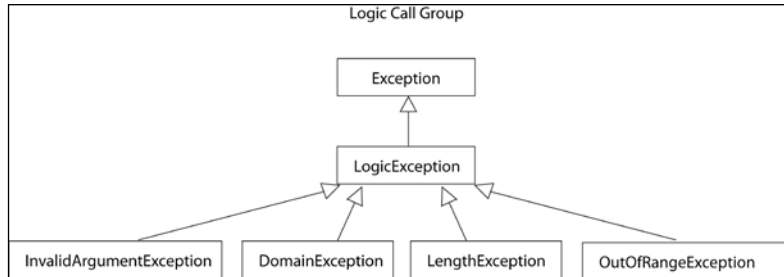 Logic Call Group
Exception
LogicException
InvalidArgumentException
DomainException
LengthException
OutOfRangeException